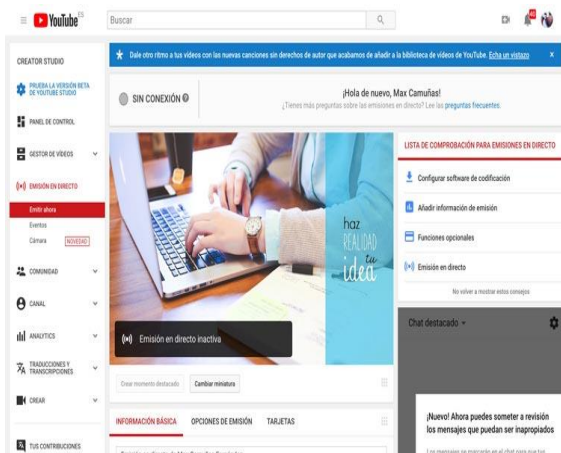 YouTube ES
Buscar
CREATOR STUDIO
PRUEBA LA VERSIÓN BETA
DE YOUTUBE STUDIO
PANEL DE CONTROL
GESTOR DE VÍDEOS
EMISIÓN EN DIRECTO
Emitir ahora
Eventos
Cámara NOVEDAD
COMUNIDAD
CANAL
ANALYTICS
TRADUCCIONES Y
TRANSCRIPCIONES
CREAR
TUS CONTRIBUCIONES
Dale otro ritmo a tus vídeos con las nuevas canciones sin derechos de autor que acabamos de añadir a la biblioteca de vídeos de YouTube. Echa un vistazo x
SIN CONEXIÓN
¡Hola de nuevo, Max Camuñas!
¿Tienes más preguntas sobre las emisiones en directo? Lee las preguntas frecuentes.
haz
REALIDAD
tu
idea
Emisión en directo inactiva
Crear momento destacado Cambiar miniatura
INFORMACIÓN BÁSICA OPCIONES DE EMISIÓN TARJETAS
LISTA DE COMPROBACIÓN PARA EMISIONES EN DIRECTO
Configurar software de codificación
Añadir información de emisión
Funciones opcionales
Emisión en directo
No volver a mostrar estos consejos
Chat destacado
¡Nuevo! Ahora puedes someter a revisión
los mensajes que puedan ser inapropiados